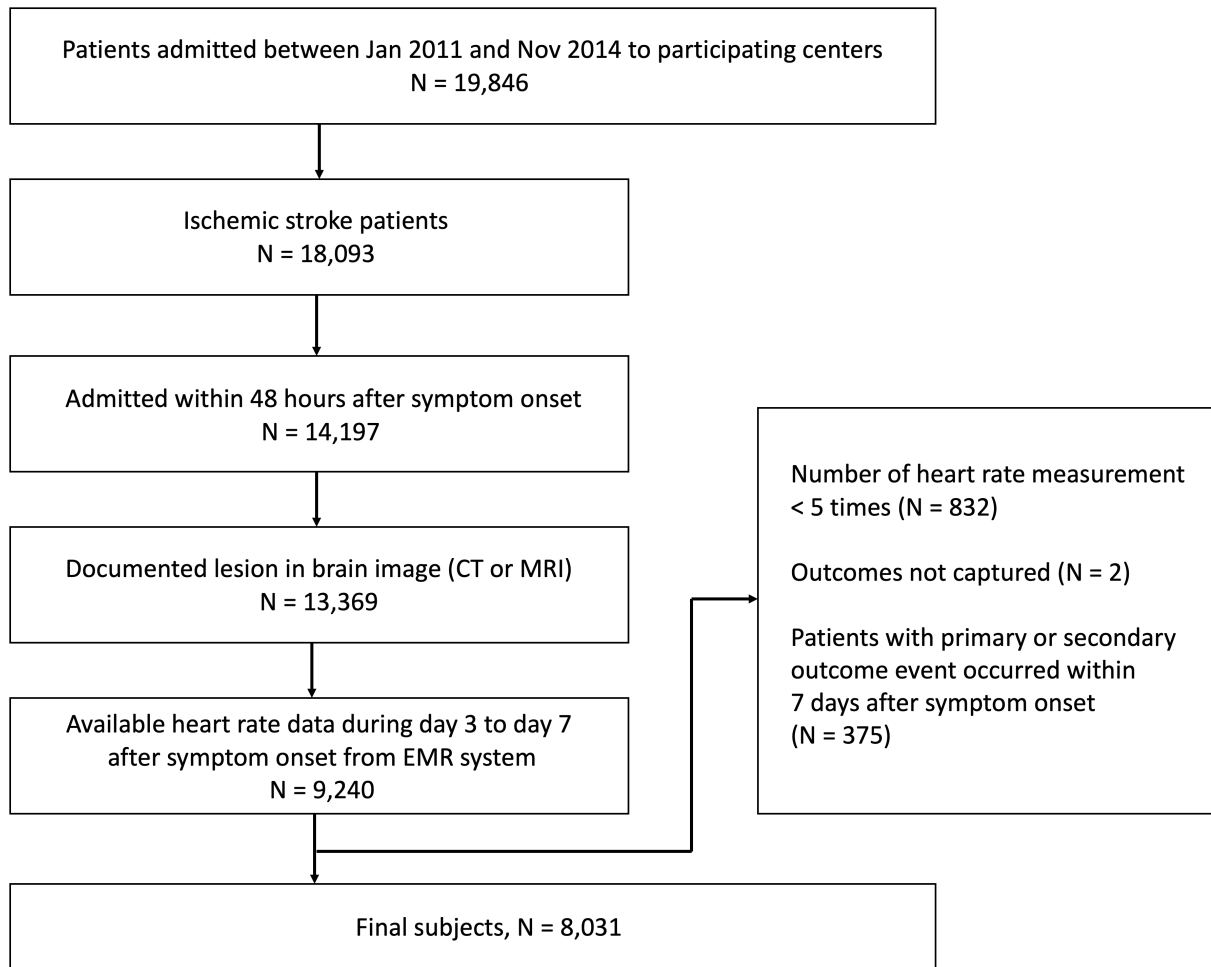 Patients admitted between Jan 2011 and Nov 2014 to participating centers
N = 19,846
Ischemic stroke patients
N = 18,093
Admitted within 48 hours after symptom onset
N = 14,197
Documented lesion in brain image (CT or MRI)
N = 13,369
Available heart rate data during day 3 to day 7
after symptom onset from EMR system
N = 9,240
Number of heart rate measurement
< 5 times (N = 832)
Outcomes not captured (N = 2)
Patients with primary or secondary
outcome event occurred within
7 days after symptom onset
(N = 375)
Final subjects, N = 8,031